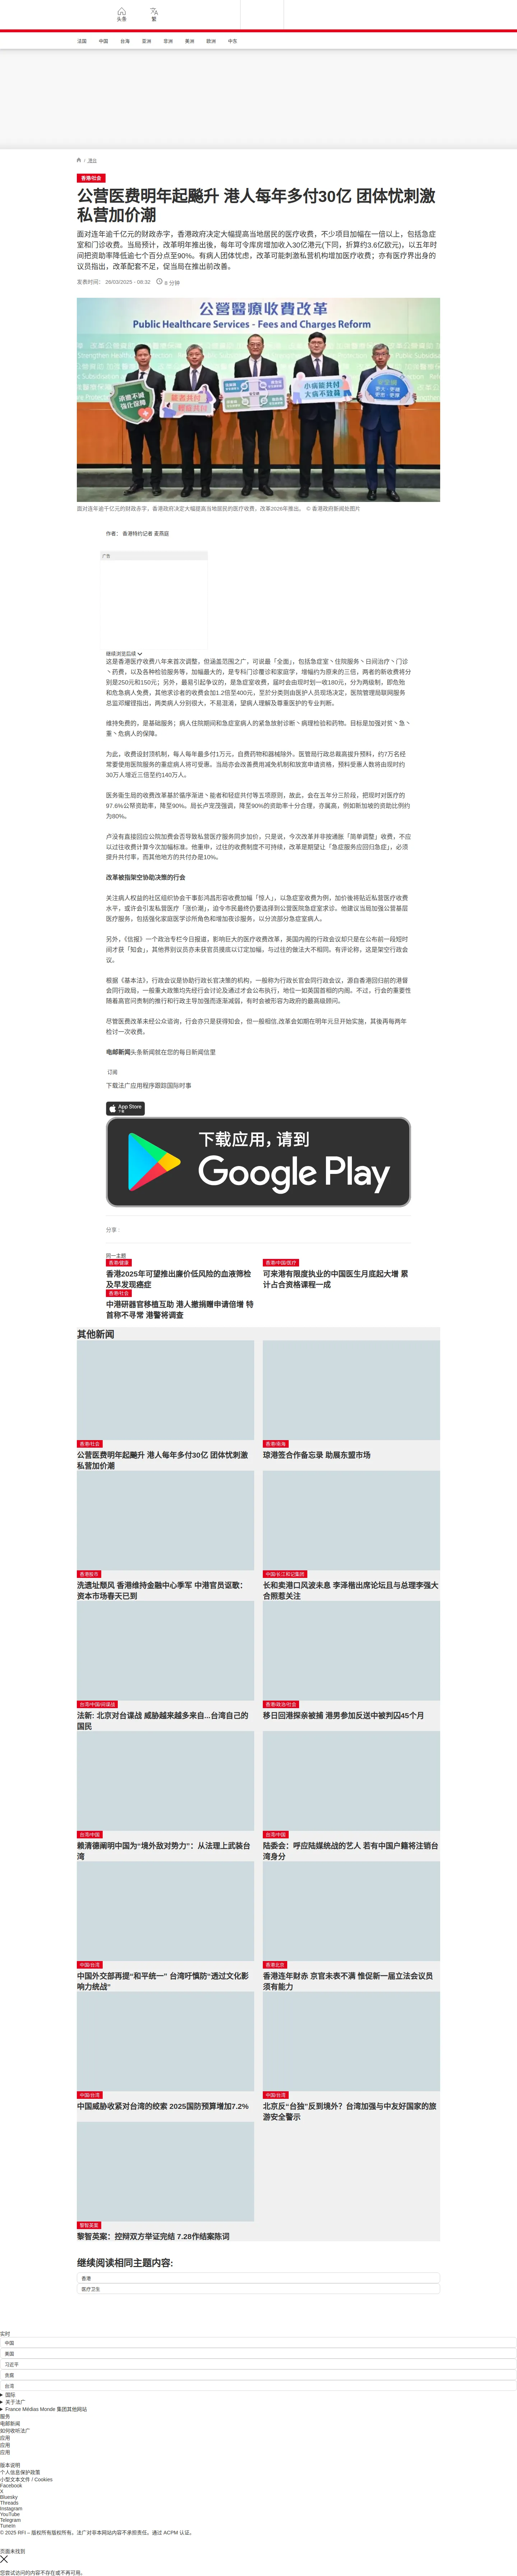 头条
繁
法国
中国
台海
亚洲
非洲
美洲
欧洲
中东
/ 港台
香港/社会
公营医费明年起飚升 港人每年多付30亿 团体忧刺激
私营加价潮
面对连年逾千亿元的财政赤字，香港政府决定大幅提高当地居民的医疗收费，不少项目加幅在一倍以上，包括急症
室和门诊收费。当局预计，改革明年推出後，每年可令库房增加收入30亿港元(下同，折算约3.6亿欧元)，以五年时
间把资助率降低逾七个百分点至90%。有病人团体忧虑，改革可能刺激私营机构增加医疗收费；亦有医疗界出身的
议员指出，改革配套不足，促当局在推出前改善。
发表时间： 26/03/2025 - 08:32
9 分钟
公營醫療收費改革
Public Healthcare Services - Fees and Charges Reform
面对连年逾千亿元的财政赤字，香港政府决定大幅提高当地居民的医疗收费，改革2026年推出。 © 香港政府新闻处图片
作者： 香港特约记者 麦燕庭
广告
继续浏览后续
这是香港医疗收费八年来首次调整，但涵盖范围之广，可说最「全面」，包括急症室丶住院服务丶日间治疗丶门诊
丶药费，以及各种检验服务等，加幅最大的，是专科门诊覆诊和家庭学，增幅约为原来的三倍，两者的新收费将分
别是250元和150元；另外，最易引起争议的，是急症室收费，届时会由现时划一收180元，分为两级制，即危殆
和危急病人免费，其他求诊者的收费会加1.2倍至400元，至於分类则由医护人员现场决定，医院管理局联网服务
总监邓耀铿指出，两类病人分别很大，不易混淆，望病人理解及尊重医护的专业判断。
维持免费的，是基础服务；病人住院期间和急症室病人的紧急放射诊断丶病理检验和药物。目标是加强对贫丶急丶
重丶危病人的保障。
为此，收费设封顶机制，每人每年最多付1万元，自费药物和器械除外。医管局行政总裁高拔升预料，约7万名经
常要使用医院服务的重症病人将可受惠。当局亦会改善费用减免机制和放宽申请资格，预料受惠人数将由现时约
30万人增近三倍至约140万人。
医务衞生局的收费改革基於循序渐进丶能者和轻症共付等五项原则，故此，会在五年分三阶段，把现时对医疗的
97.6%公帑资助率，降至90%。局长卢宠茂强调，降至90%的资助率十分合理，亦属高，例如新加坡的资助比例约
为80%。
卢没有直接回应公院加费会否导致私营医疗服务同步加价，只是说，今次改革并非按通胀「简单调整」收费，不应
以过往收费计算今次加幅标准。他重申，过往的收费制度不可持续，改革是期望让「急症服务应回归急症」，必须
提升共付率，而其他地方的共付亦是10%。
改革被指架空协助决策的行会
关注病人权益的社区组织协会干事彭鸿昌形容收费加幅「惊人」，以急症室收费为例，加价後将贴近私营医疗收费
水平，或许会引发私营医疗「涨价潮」，迫令市民最终仍要选择到公营医院急症室求诊。他建议当局加强公营基层
医疗服务，包括强化家庭医学诊所角色和增加夜诊服务，以分流部分急症室病人。
另外，《信报》一个政治专栏今日报道，影响巨大的医疗收费改革，英国内阁的行政会议却只是在公布前一段短时
间才获「知会」，其他界别议员亦未获官员摸底以订定加幅，与过往的做法大不相同。有评论称，这是架空行政会
议。
根据《基本法》，行政会议是协助行政长官决策的机构，一般称为行政长官会同行政会议，源自香港回归前的港督
会同行政局，一般重大政策均先经行会讨论及通过才会公布执行，地位一如英国首相的内阁。不过，行会的重要性
随着高官问责制的推行和行政主导加强而逐渐减弱，有时会被形容为政府的最高级顾问。
尽管医费改革未经公众谘询，行会亦只是获得知会，但一般相信,改革会如期在明年元旦开始实施，其後再每两年
检讨一次收费。
电邮新闻头条新闻就在您的每日新闻信里
订阅
下载法广应用程序跟踪国际时事
App Store
下载应用，请到
Google Play
分享 :
同一主题
香港/健康
香港2025年可望推出廉价低风险的血液筛检
及早发现癌症
香港/中国/医疗
可来港有限度执业的中国医生月底起大增 累
计占合资格课程一成
香港/社会
中港研器官移植互助 港人撤捐赠申请倍增 特
首称不寻常 港警将调查
其他新闻
香港/社会
公营医费明年起飚升 港人每年多付30亿 团体忧刺激
私营加价潮
香港/南海
琼港签合作备忘录 助展东盟市场
香港股市
洗遗址颓风 香港维持金融中心季军 中港官员讴歌：
资本市场春天已到
中国/长江和记集团
长和卖港口风波未息 李泽楷出席论坛且与总理李强大
合照惹关注
台湾/中国/间谍战
法新: 北京对台谍战 威胁越来越多来自...台湾自己的
国民
香港/政治/社会
移日回港探亲被捕 港男参加反送中被判囚45个月
台湾/中国
赖清德阐明中国为“境外敌对势力”：从法理上武装台
湾
台湾/中国
陆委会：呼应陆媒统战的艺人 若有中国户籍将注销台
湾身分
中国/台湾
中国外交部再提“和平统一” 台湾吁慎防“透过文化影
响力统战”
香港北京
香港连年财赤 京官未表不满 惟促新一届立法会议员
须有能力
中国/台湾
中国威胁收紧对台湾的绞索 2025国防预算增加7.2%
中国/台湾
北京反“台独”反到境外？台湾加强与中友好国家的旅
游安全警示
黎智英案
黎智英案：控辩双方举证完结 7.28作结案陈词
继续阅读相同主题内容:
香港
医疗卫生
实时
中国
美国
习近平
贪腐
台湾
国际
关于法广
France Médias Monde 集团其他网站
服务
电邮新闻
如何收听法广
应用
应用
应用
版本说明
个人信息保护政策
小型文本文件 / Cookies
Facebook
X
Bluesky
Threads
Instagram
YouTube
Telegram
TuneIn
© 2025 RFI – 版权所有版权所有。法广对非本网站内容不承担责任。通过 ACPM 认证。
页面未找到
您尝试访问的内容不存在或不再可用。